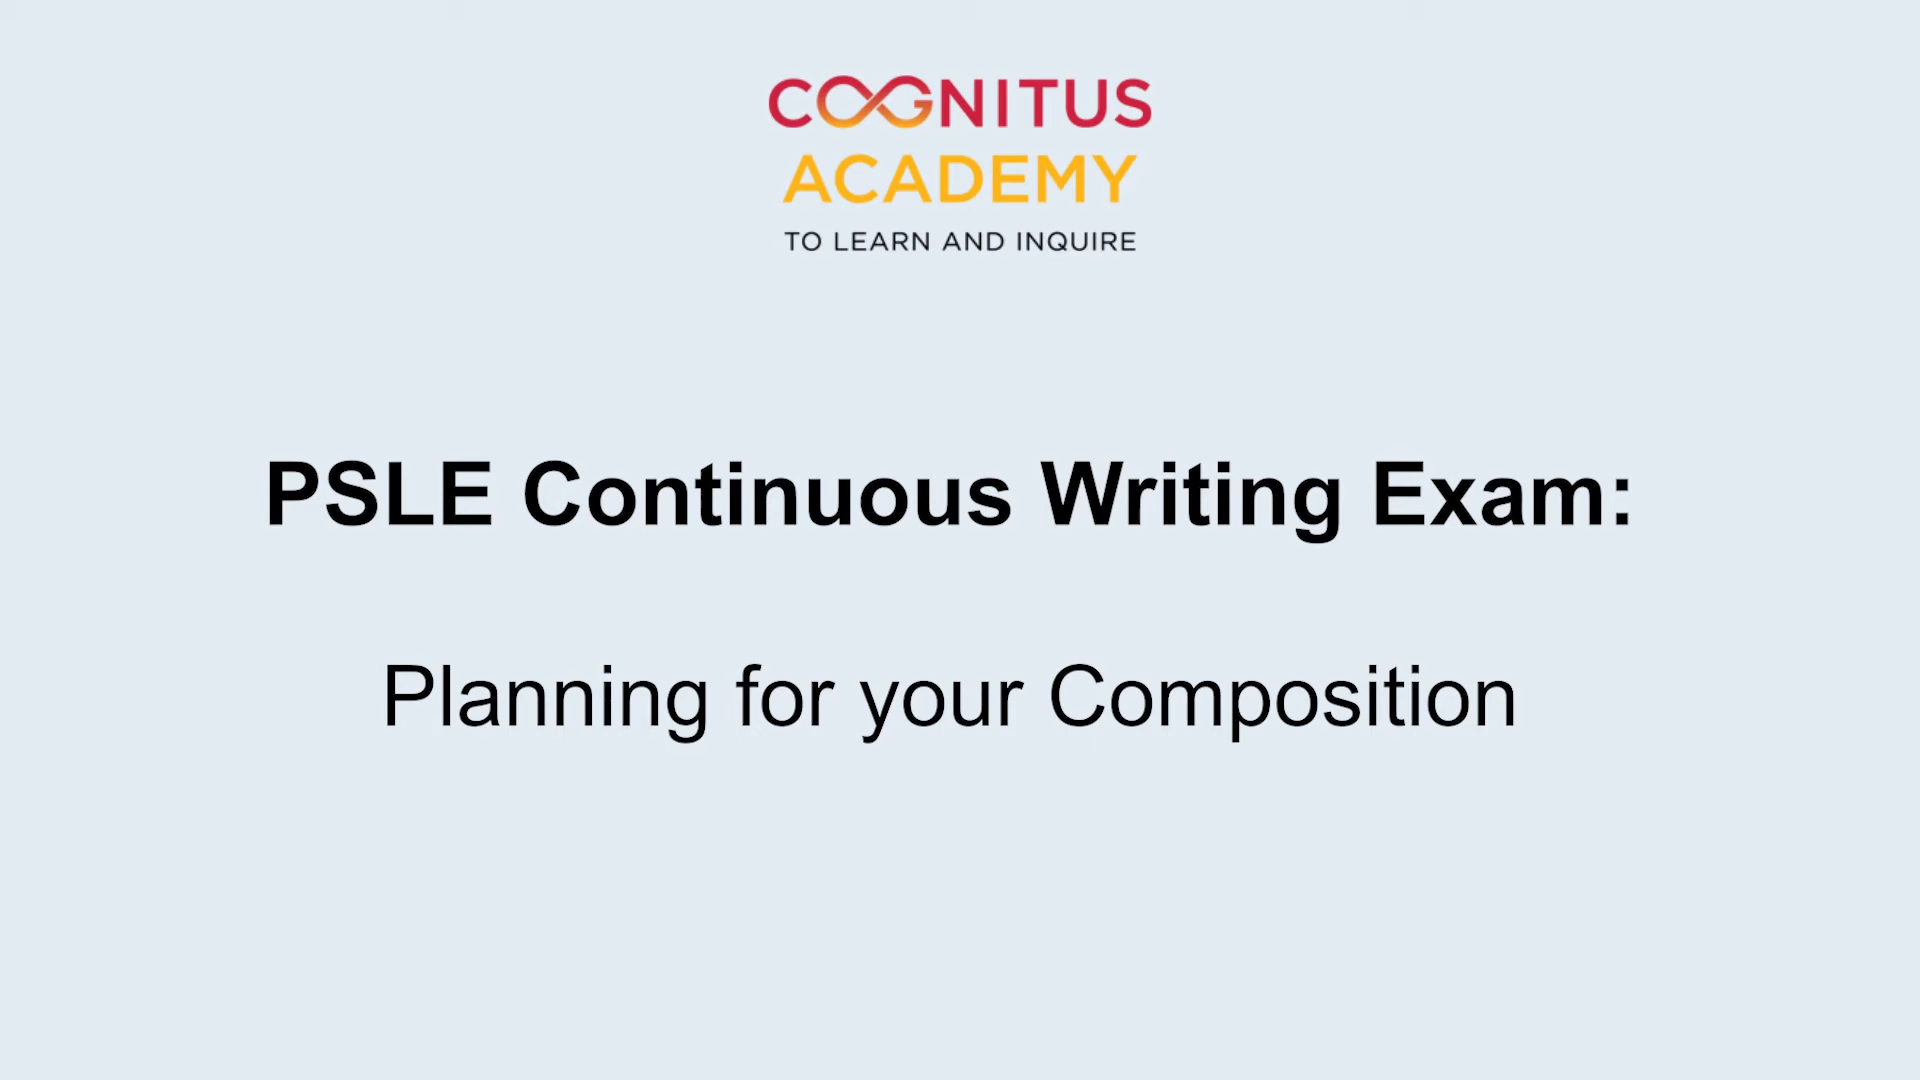 COGNITUS
ACADEMY
TO LEARN AND INQUIRE
PSLE Continuous Writing Exam:
Planning for your Composition